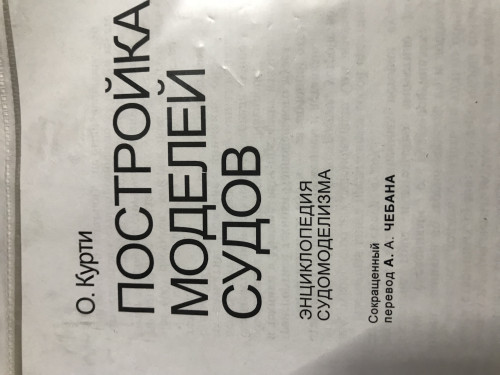 О. Курти
ПОСТРОЙКА
МОДЕЛЕЙ
СУДОВ
ЭНЦИКЛОПЕДИЯ
СУДОМОДЕЛИЗМА
Сокращенный
перевод А. А. ЧЕБАНА